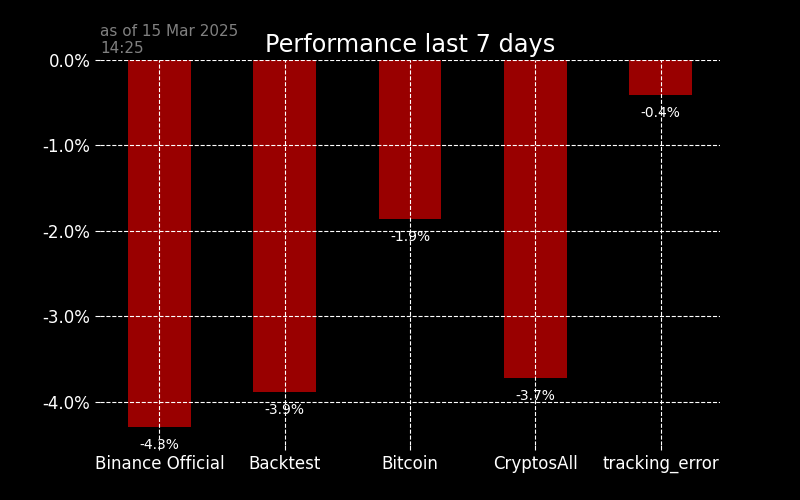 as of 15 Mar 2025
14:25
Performance last 7 days
0.0%
-1.0%
-2.0%
-3.0%
-4.0%
-4.3%
-3.9%
-1.9%
-3.7%
-0.4%
Binance Official
Backtest
Bitcoin
CryptosAll
tracking_error